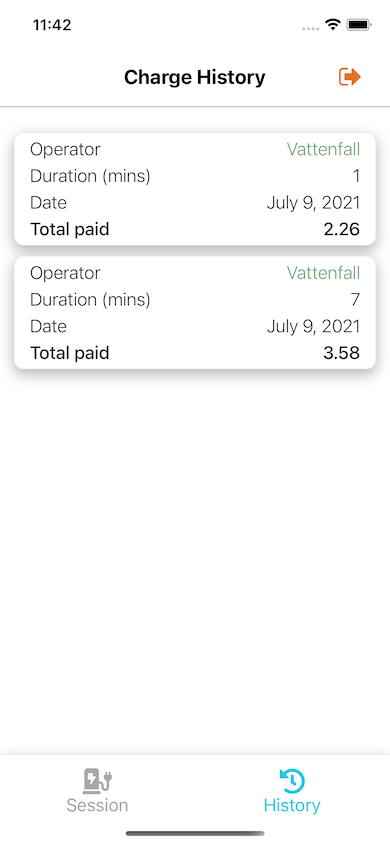 11:42
Charge History
Operator Vattenfall
Duration (mins) 1
Date July 9, 2021
Total paid 2.26
Operator Vattenfall
Duration (mins) 7
Date July 9, 2021
Total paid 3.58
Session History